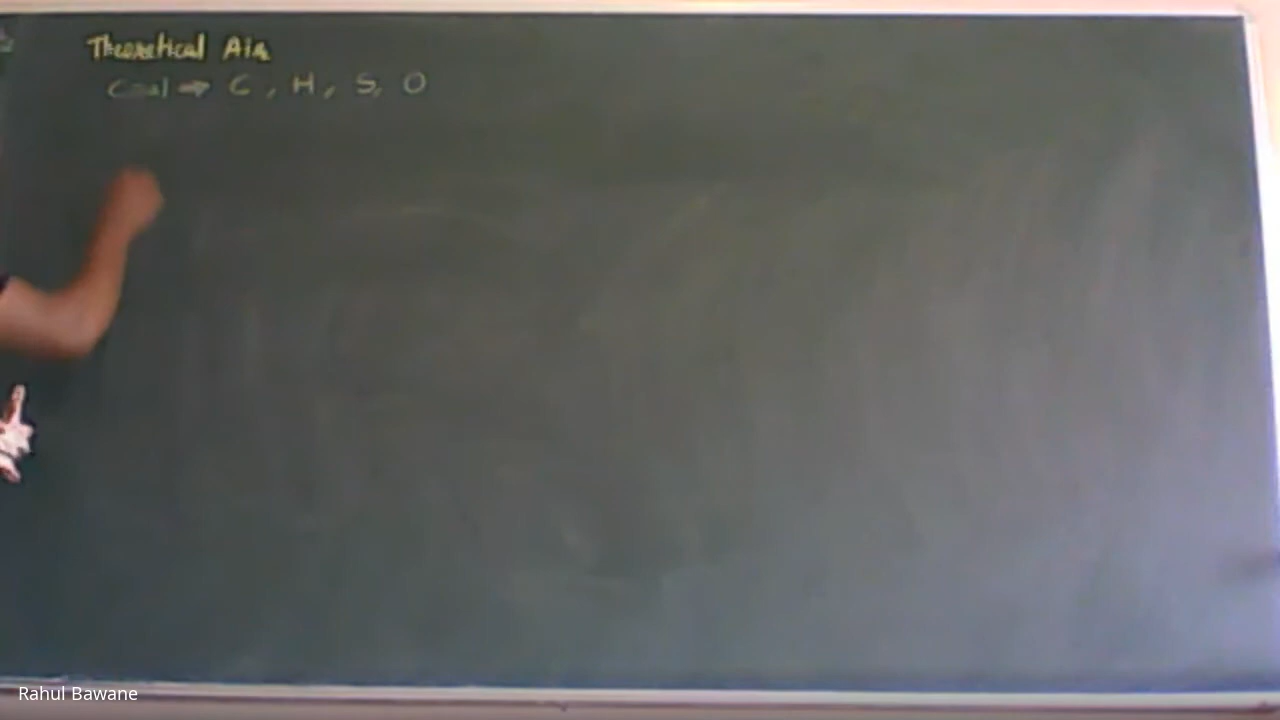 Theoretical Air
Coal ⇒ C, H, S, O
Rahul Bawane